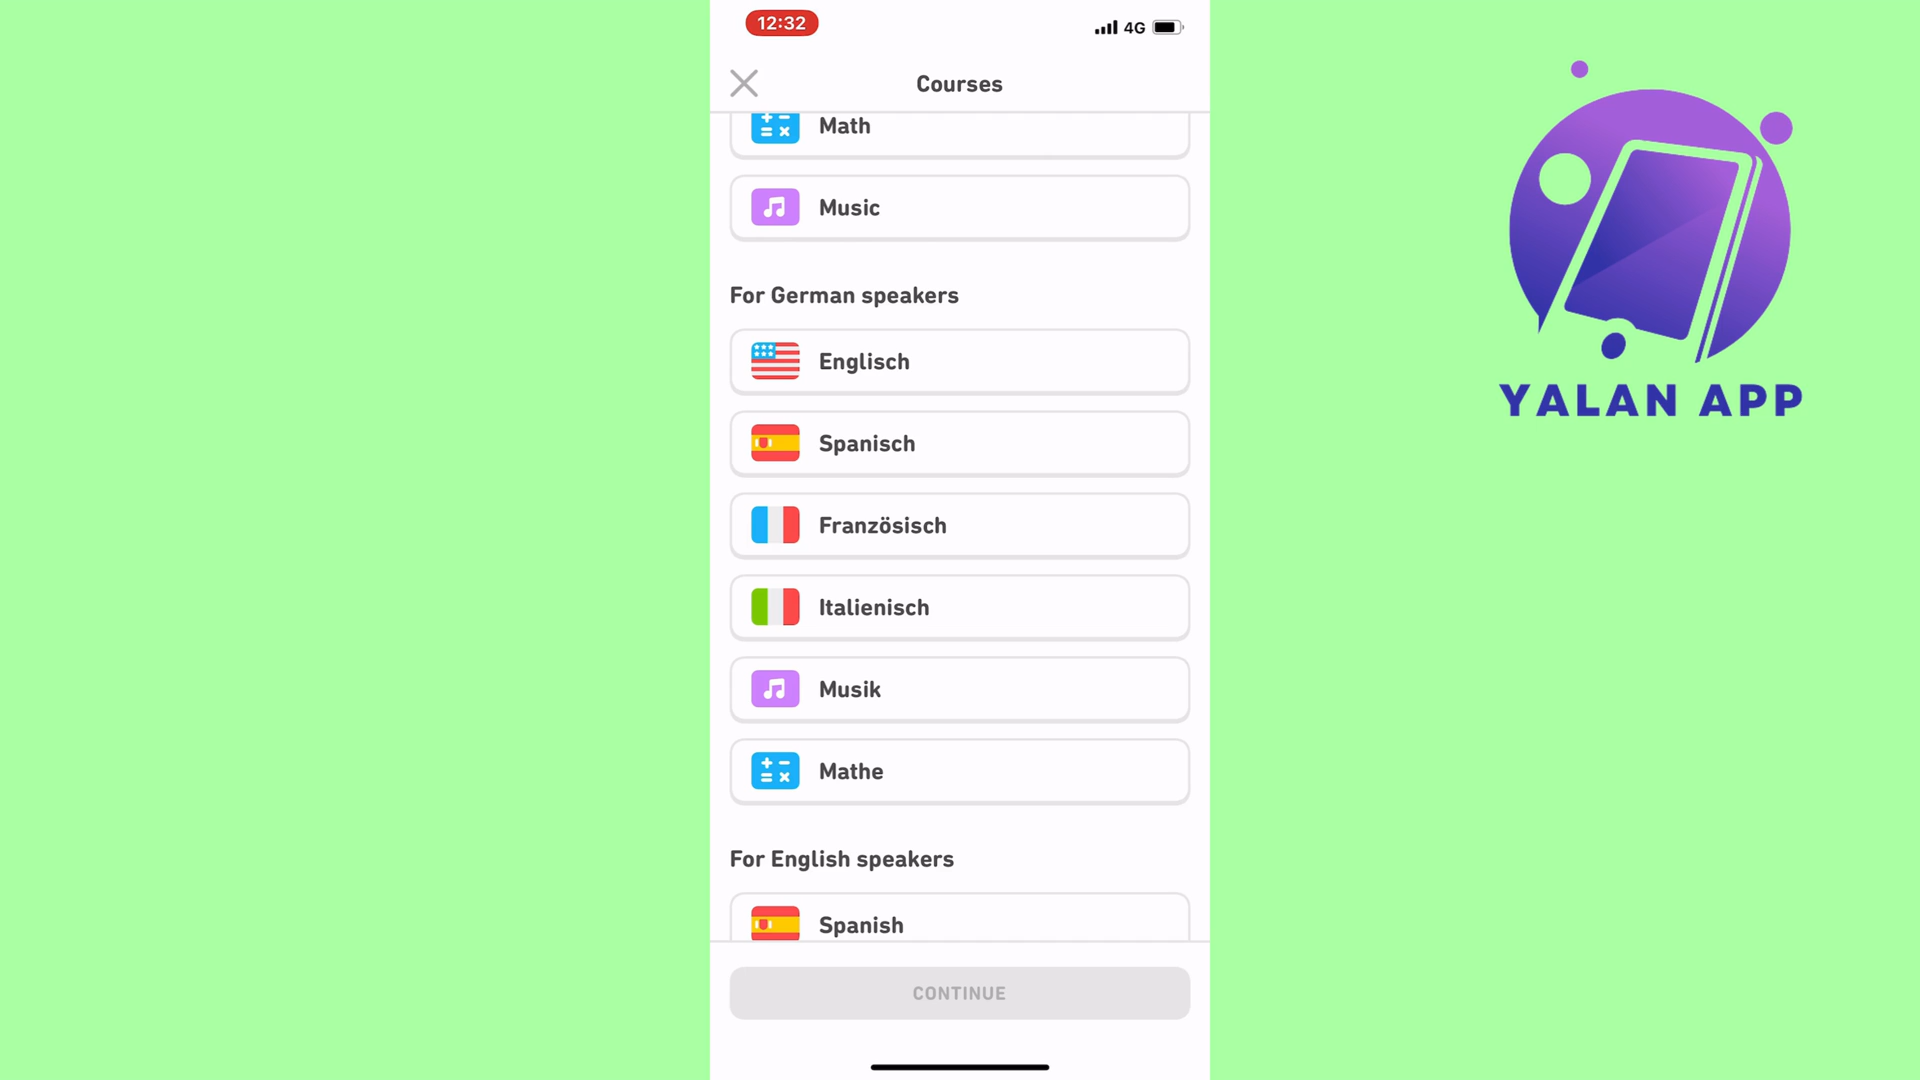 12:32
4G
Courses
Math
Music
For German speakers
Englisch
Spanisch
Französisch
Italienisch
Musik
Mathe
For English speakers
Spanish
CONTINUE
YALAN APP